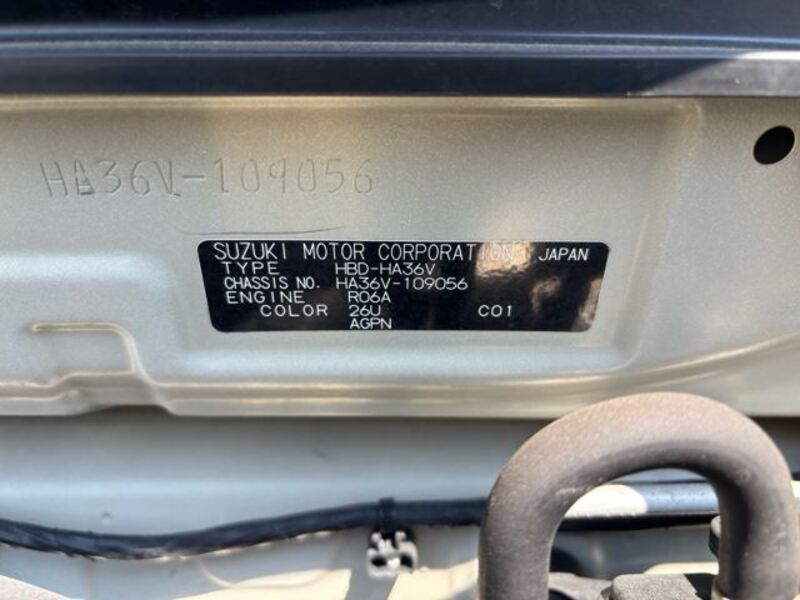 HA36V-109056
SUZUKI MOTOR CORPORATION JAPAN
TYPE HBD-HA36V
CHASSIS NO. HA36V-109056
ENGINE R06A
COLOR 26U C01
AGPN